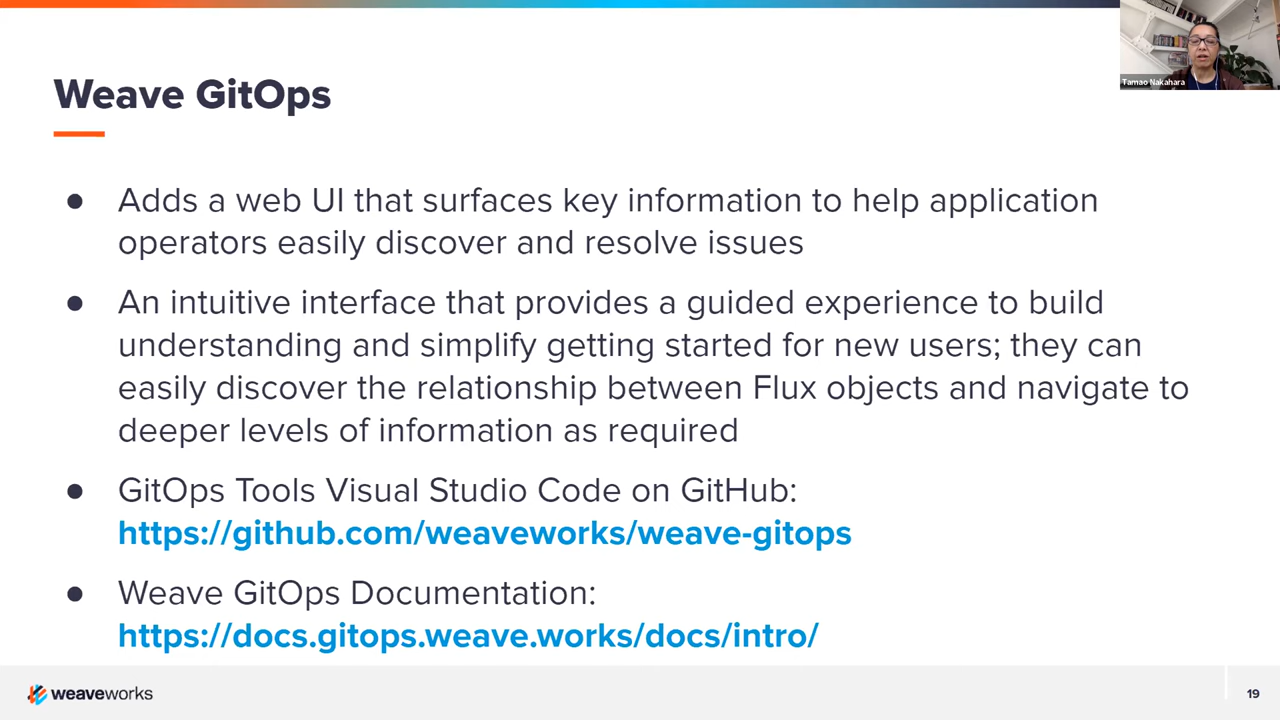 Tamao Nakahara
Weave GitOps
● Adds a web UI that surfaces key information to help application
operators easily discover and resolve issues
● An intuitive interface that provides a guided experience to build
understanding and simplify getting started for new users; they can
easily discover the relationship between Flux objects and navigate to
deeper levels of information as required
● GitOps Tools Visual Studio Code on GitHub:
https://github.com/weaveworks/weave-gitops
● Weave GitOps Documentation:
https://docs.gitops.weave.works/docs/intro/
weaveworks
19